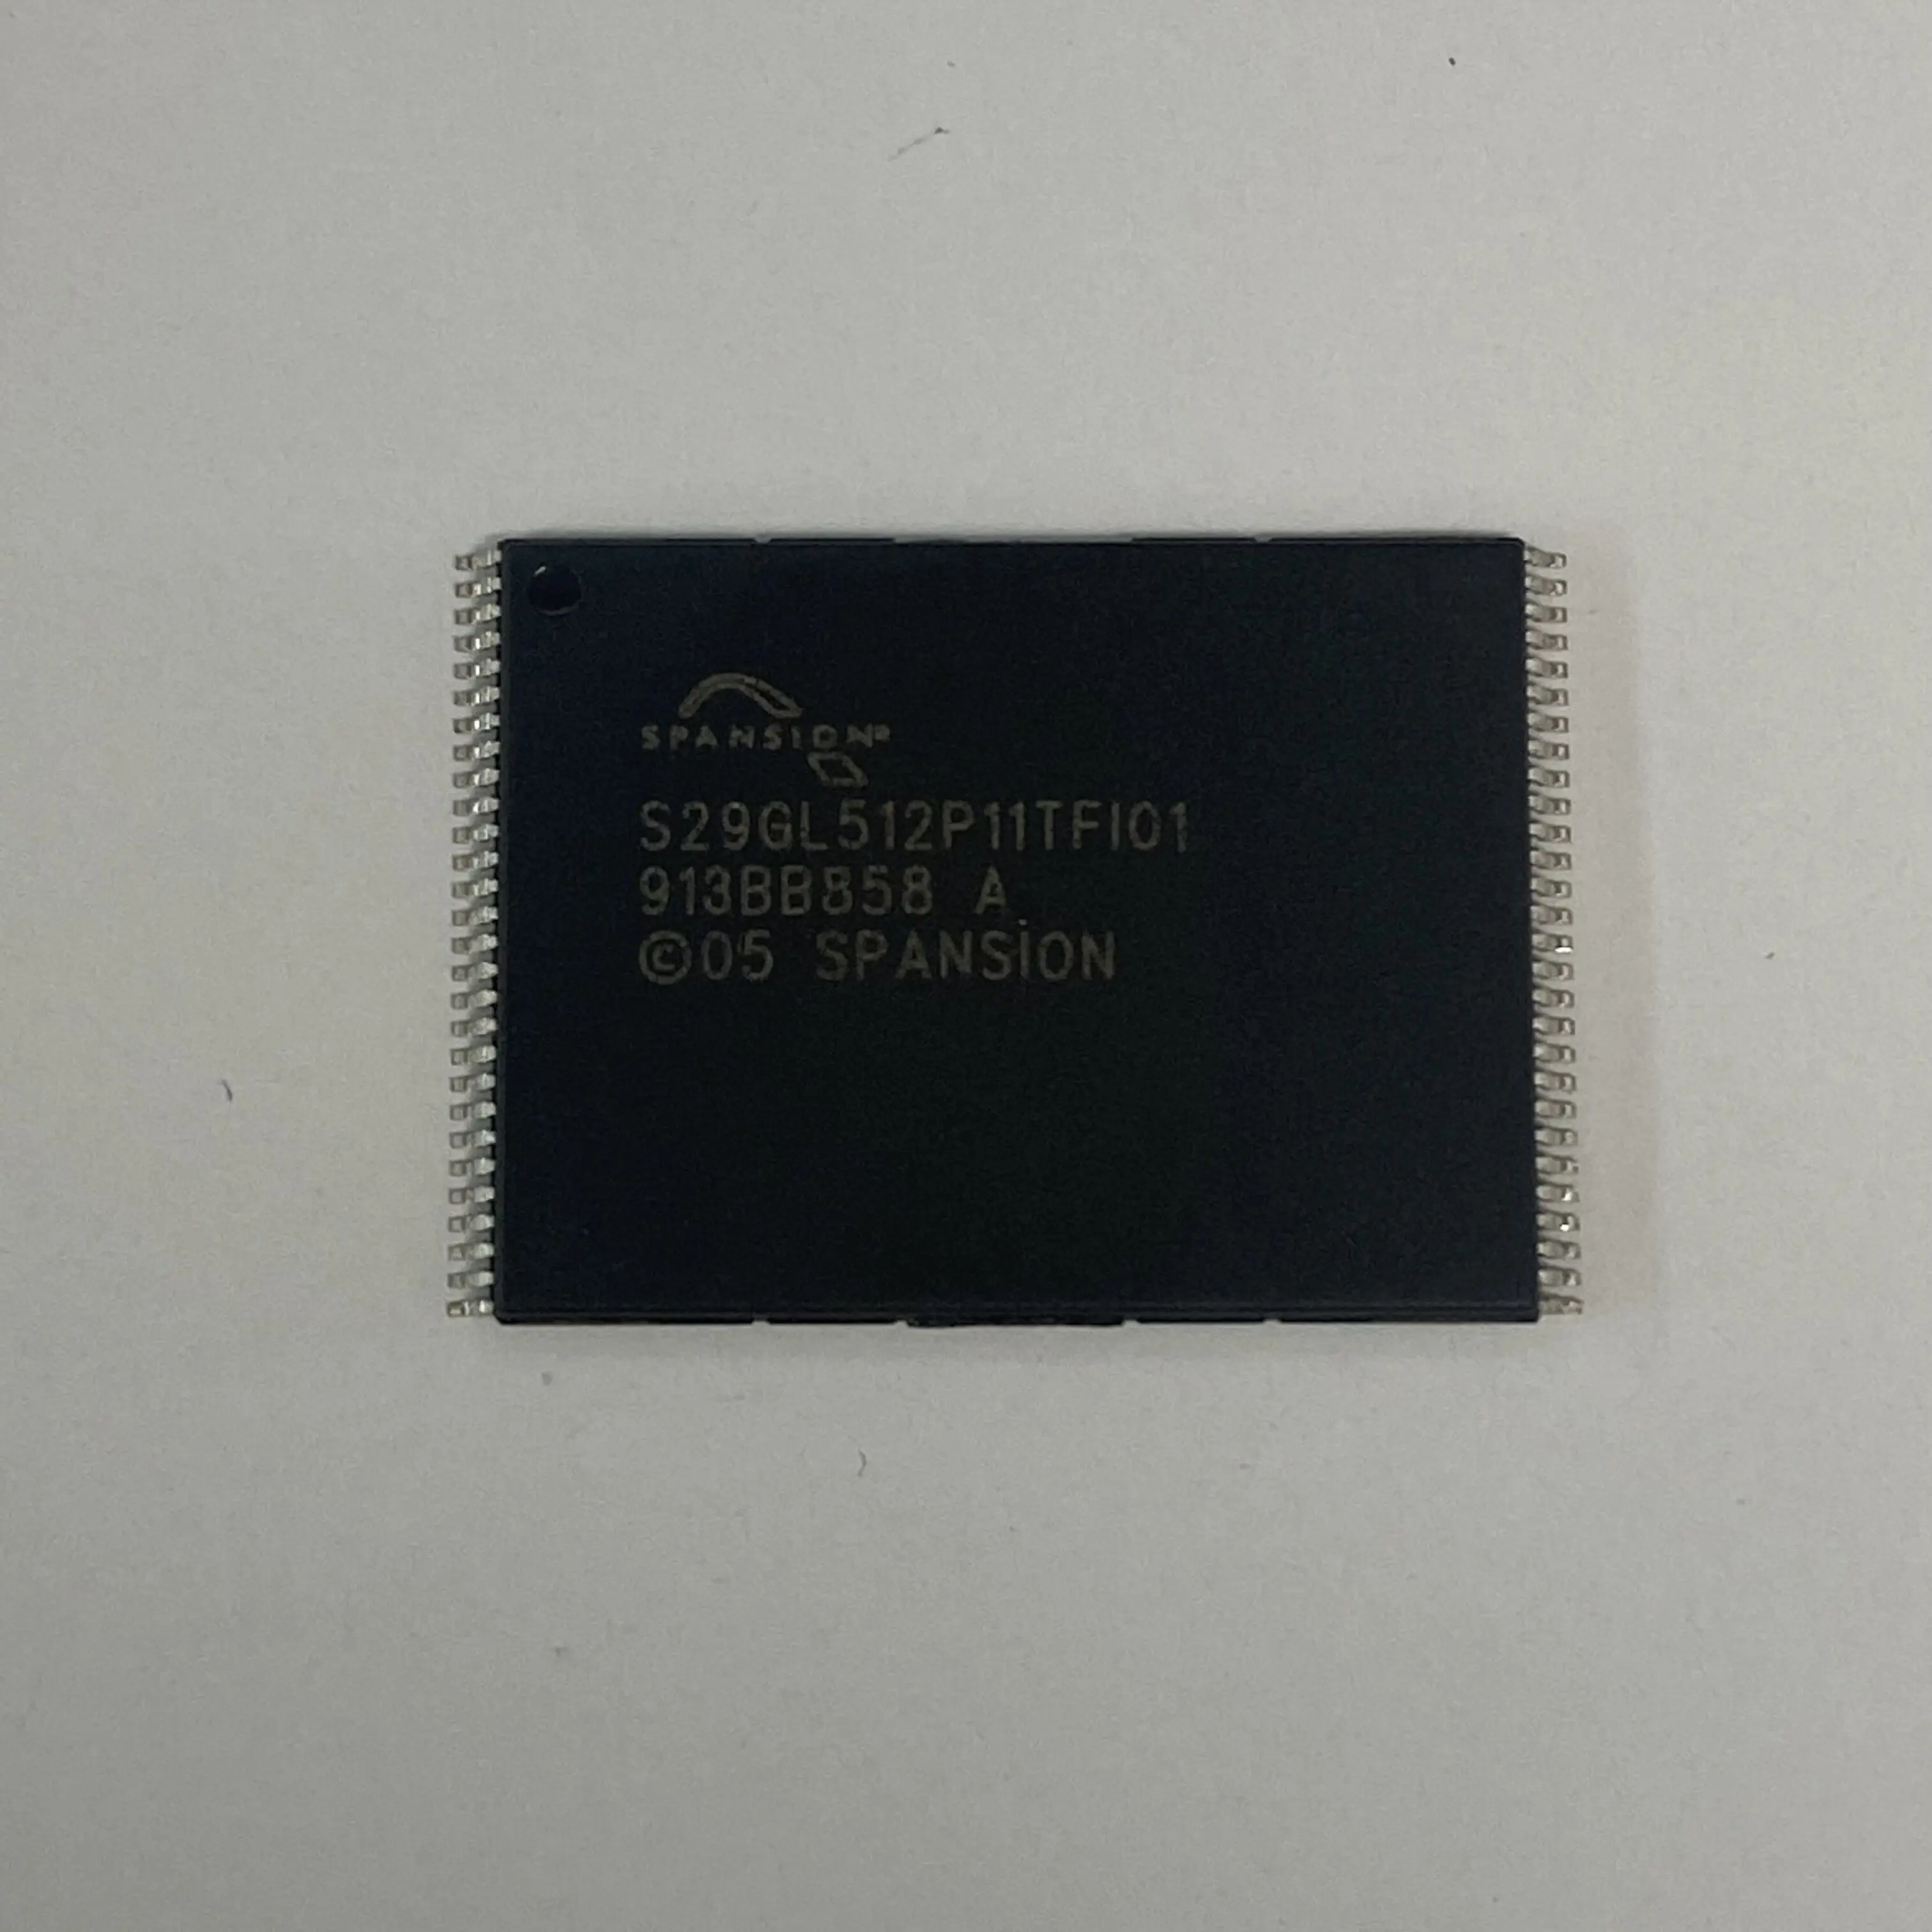 SPANSION®
S29GL512P11TFI01
913BB858 A
©05 SPANSION